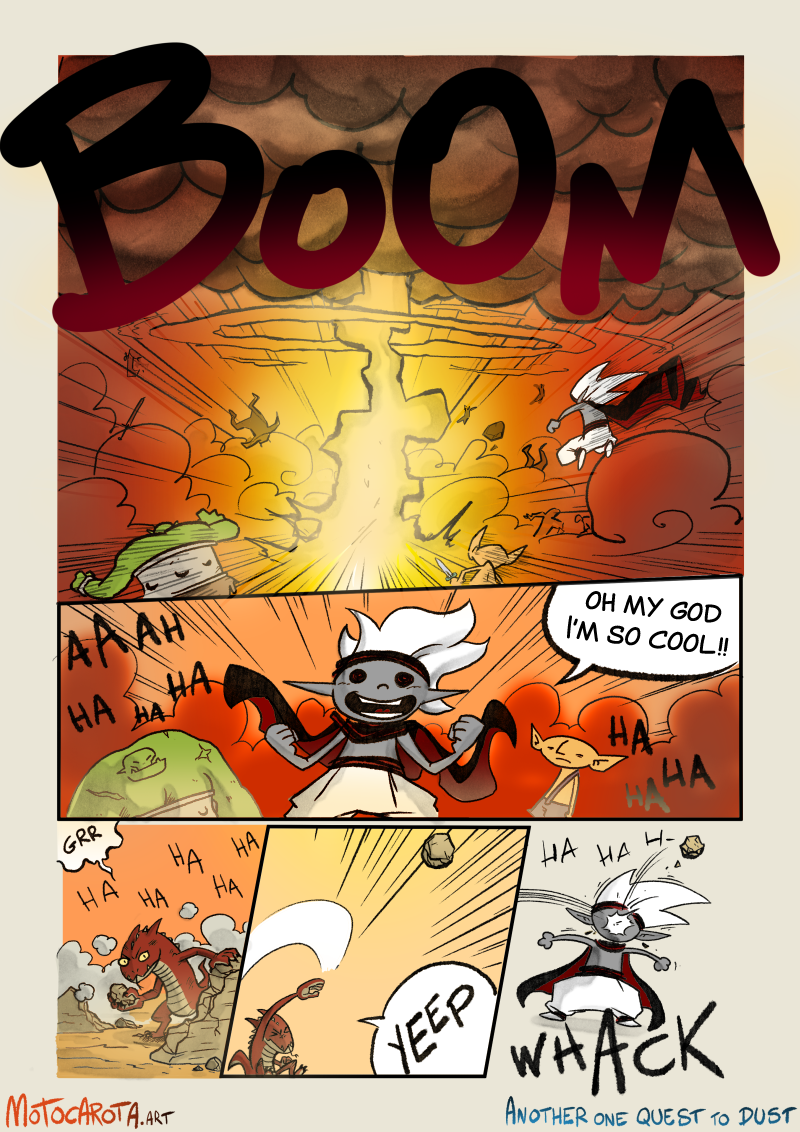 BOOM
AAAH
HA HA HA
OH MY GOD
I'M SO COOL!!
HA
HA
HA
GRR
HA HA HA
HA HA
YEEP
HA HA H-
WHACK
MOTOCAROTA.ART
ANOTHER ONE QUEST TO DUST